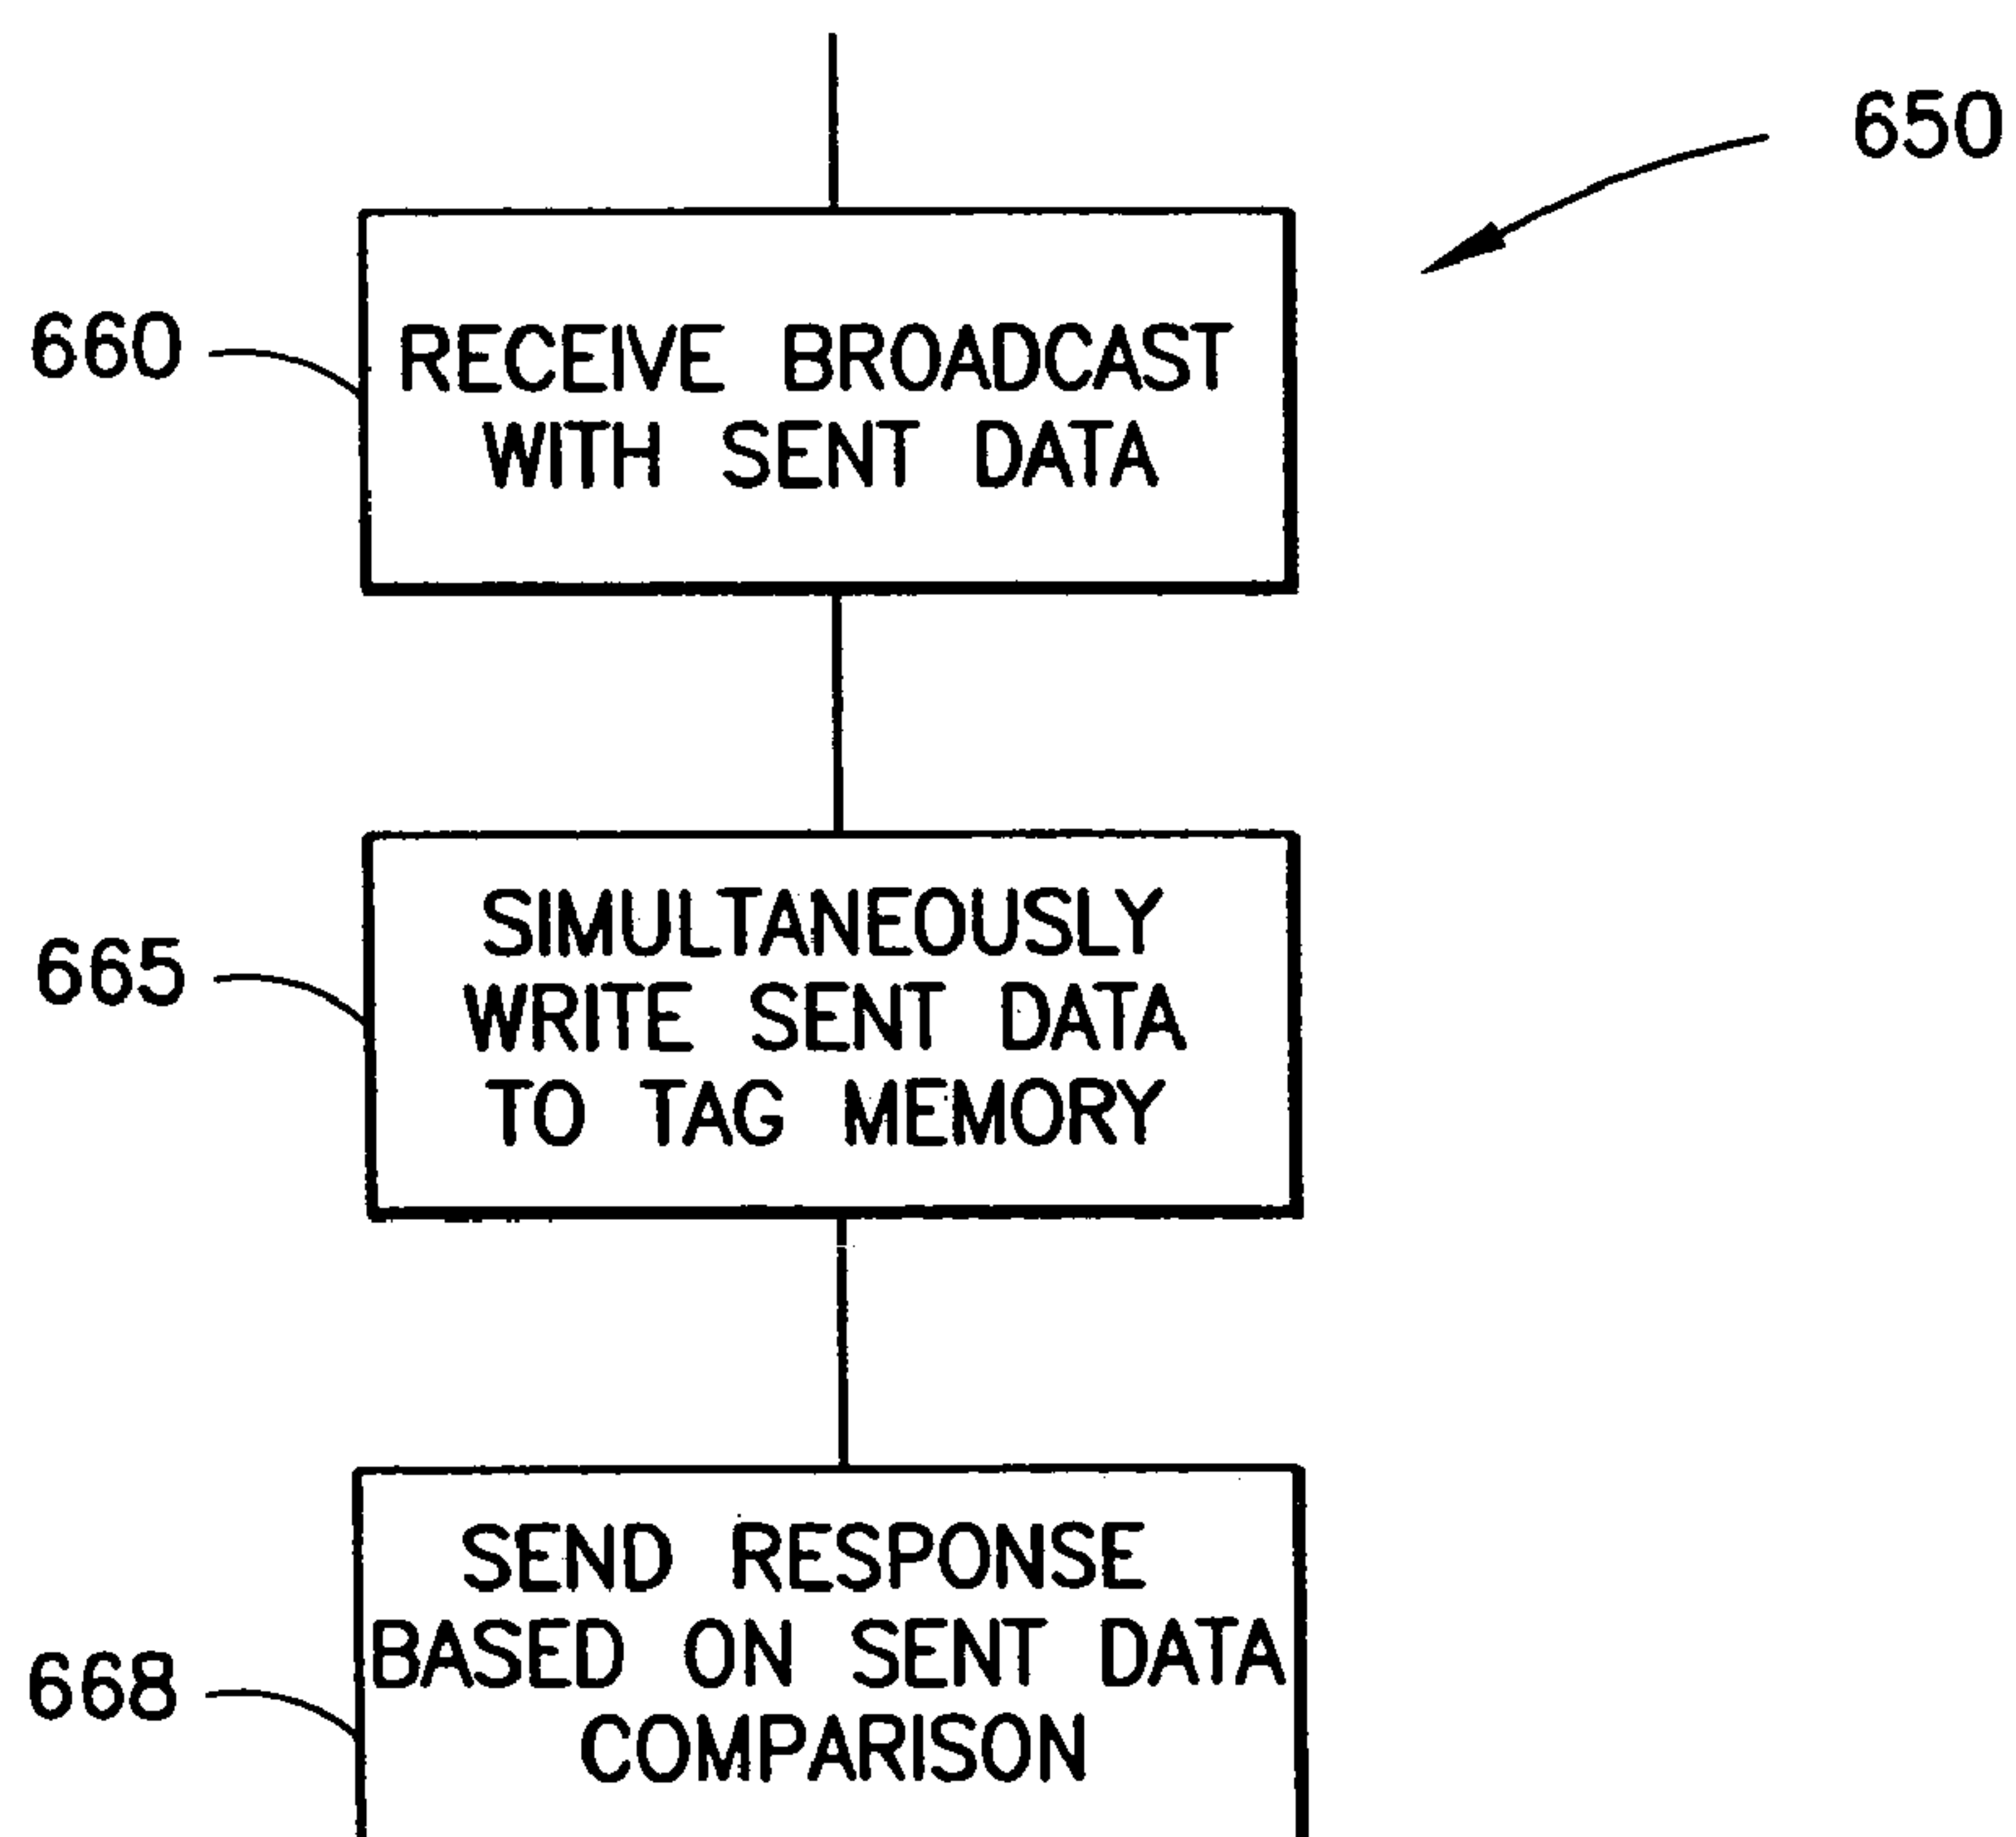 650
660
RECEIVE BROADCAST
WITH SENT DATA
665
SIMULTANEOUSLY
WRITE SENT DATA
TO TAG MEMORY
668
SEND RESPONSE
BASED ON SENT DATA
COMPARISON